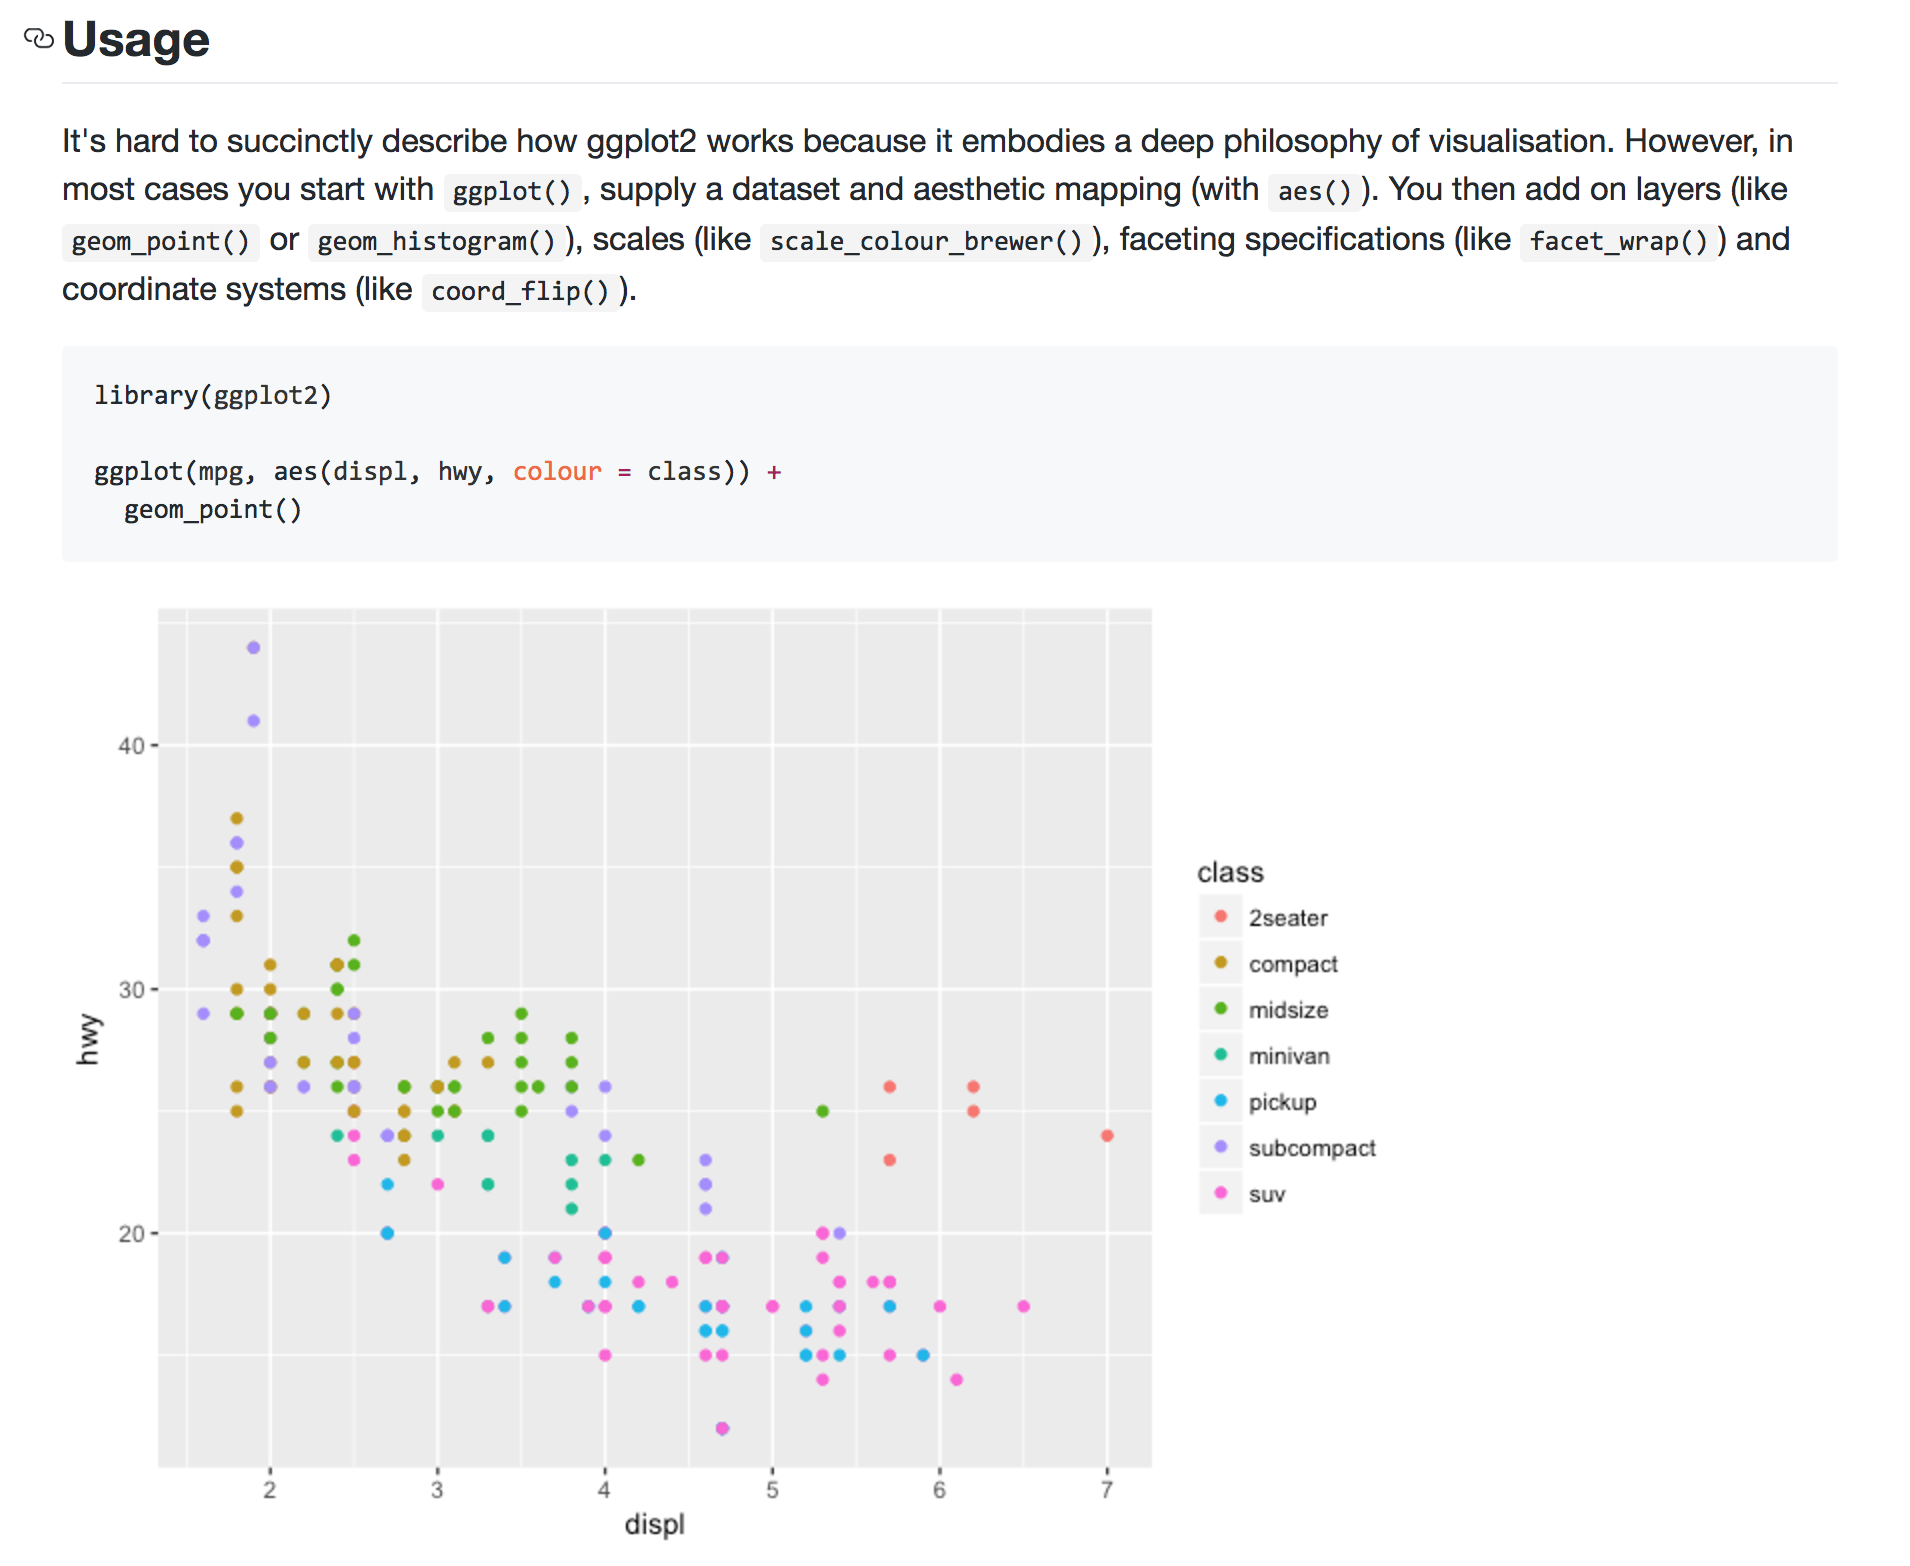 Usage
It's hard to succinctly describe how ggplot2 works because it embodies a deep philosophy of visualisation. However, in
most cases you start with ggplot(), supply a dataset and aesthetic mapping (with aes()). You then add on layers (like
geom_point() or geom_histogram()), scales (like scale_colour_brewer()), faceting specifications (like facet_wrap()) and
coordinate systems (like coord_flip()).
library(ggplot2)
ggplot(mpg, aes(displ, hwy, colour = class)) +
  geom_point()
40
30
20
hwy
2 3 4 5 6 7
displ
class
2seater
compact
midsize
minivan
pickup
subcompact
suv